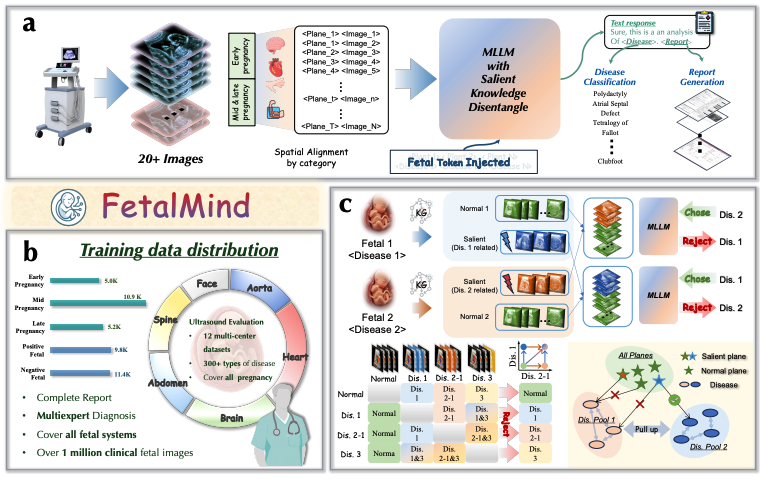 a
20+ Images
Early pregnancy
Mid & late pregnancy
<Plane_1> <Image_1>
<Plane_1> <Image_2>
<Plane_2> <Image_3>
<Plane_3> <Image_4>
<Plane_4> <Image_5>
<Plane_t> <Image_n>
<Plane_T> <Image_N>
Spatial Alignment
by category
MLLM
with
Salient
Knowledge
Disentangle
Fetal Token Injected
Text response
Sure, this is a an analysis
Of <Disease>. <Report>
Disease
Classification
Polydactyly
Atrial Septal
Defect
Tetralogy of
Fallot
Clubfoot
Report
Generation
FetalMind
b
Training data distribution
Early
Pregnancy
5.0K
Mid
Pregnancy
10.9 K
Late
Pregnancy
5.2K
Positive
Fetal
9.8K
Negative
Fetal
11.4K
Face
Aorta
Heart
Brain
Abdomen
Spine
Ultrasound Evaluation
• 12 multi-center
datasets
• 300+ types of disease
• Cover all pregnancy
• Complete Report
• Multiexpert Diagnosis
• Cover all fetal systems
• Over 1 million clinical fetal images
c
Fetal 1
<Disease 1>
KG
Normal 1
Salient
(Dis. 1 related)
MLLM
Chose
Dis. 2
Reject
Dis. 1
Fetal 2
<Disease 2>
KG
Salient
(Dis. 2 related)
Normal 2
MLLM
Chose
Dis. 1
Reject
Dis. 2
Normal Dis. 1 Dis. 2-1 Dis. 3
Dis. 1
Dis. 2-1
Normal Dis. 1 Dis. 2-1 Dis. 3 Normal
Dis. 1 Normal Dis. 2-1 Dis. 1&3 Dis. 1
Dis. 2-1 Normal Dis. 2-1&3 Dis. 2-1
Dis. 3 Normal Dis. 1&3 Dis. 2-1&3 Dis. 3
Reject
All Planes
Salient plane
Normal plane
Disease
Dis. Pool 1
Pull up
Dis. Pool 2